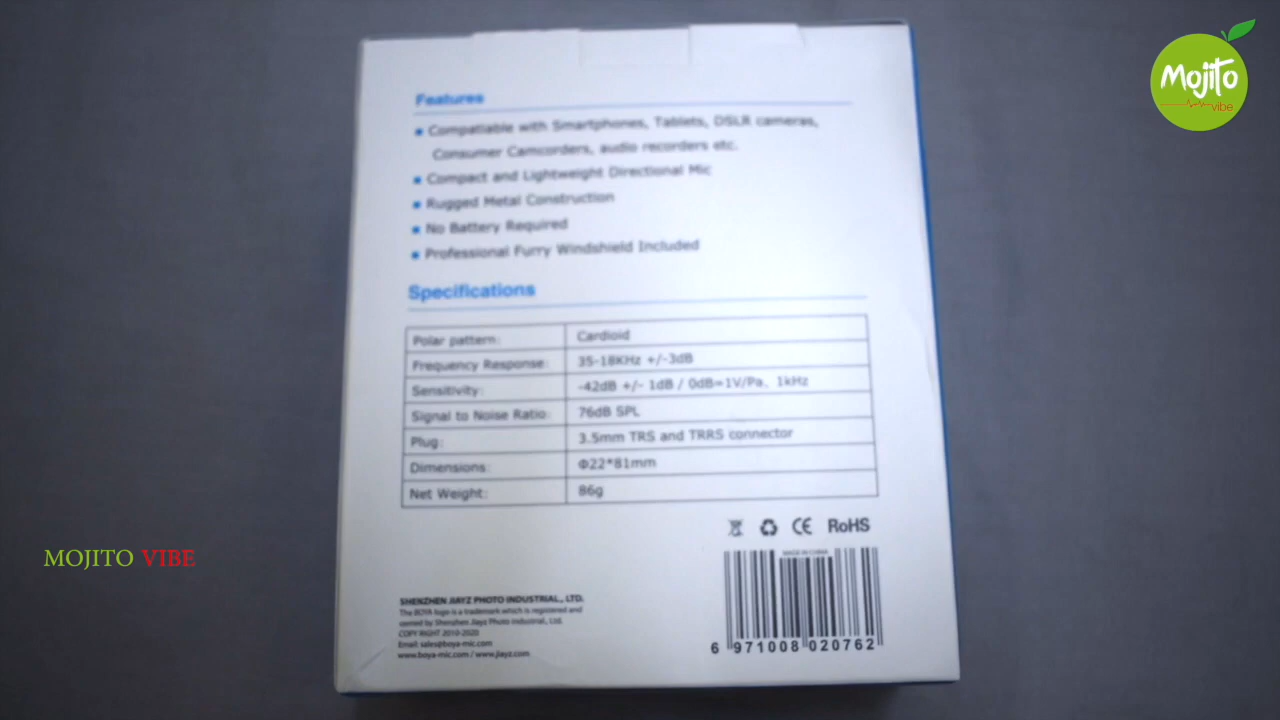 Mojito
vibe
Features
Compatiable with Smartphones, Tablets, DSLR cameras,
Consumer Camcorders, audio recorders etc.
Compact and Lightweight Directional Mic
Rugged Metal Construction
No Battery Required
Professional Furry Windshield Included
Specifications
Polar pattern: Cardioid
Frequency Response: 35-18KHz +/-3dB
Sensitivity: -42dB +/- 1dB / 0dB=1V/Pa, 1kHz
Signal to Noise Ratio: 76dB SPL
Plug: 3.5mm TRS and TRRS connector
Dimensions: Φ22*81mm
Net Weight: 86g
CE RoHS
MADE IN CHINA
6 971008 020762
MOJITO VIBE
SHENZHEN JIAYZ PHOTO INDUSTRIAL., LTD.
The BOYA logo is a trademark which is registered and
owned by Shenzhen Jiayz Photo Industrial., Ltd.
COPY RIGHT 2010-2020
Email: sales@boya-mic.com
www.boya-mic.com / www.jiayz.com